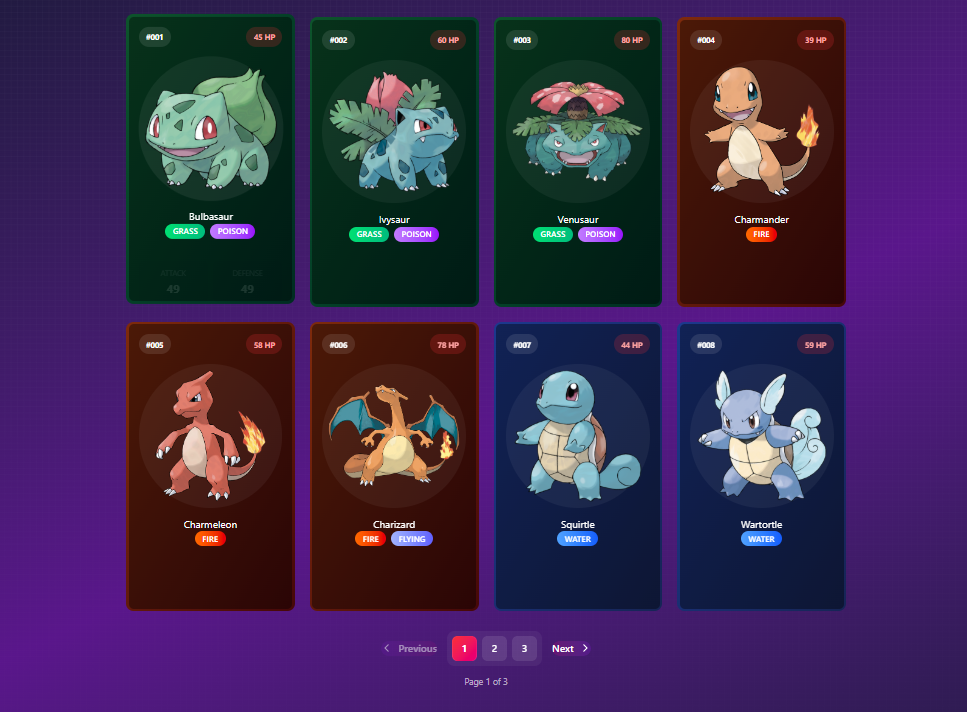 #001 45 HP
#002 60 HP
#003 80 HP
#004 39 HP
Bulbasaur
GRASS POISON
Ivysaur
GRASS POISON
Venusaur
GRASS POISON
Charmander
FIRE
ATTACK DEFENSE
49 49
#005 58 HP
#006 78 HP
#007 44 HP
#008 59 HP
Charmeleon
FIRE
Charizard
FIRE FLYING
Squirtle
WATER
Wartortle
WATER
Previous 1 2 3 Next
Page 1 of 3